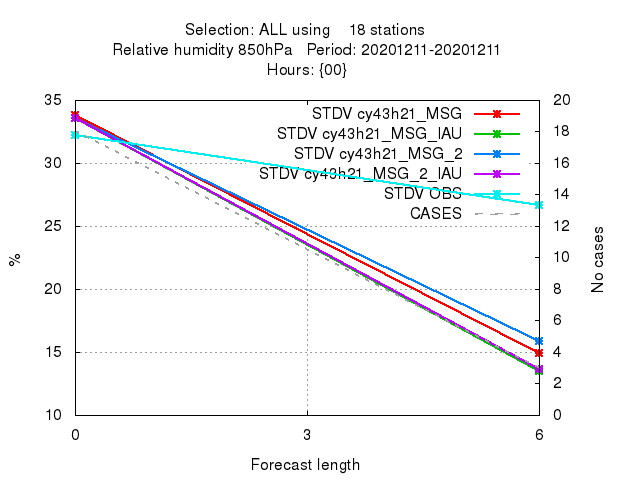 Selection: ALL using    18 stations
Relative humidity 850hPa   Period: 20201211-20201211
Hours: {00}
35
30
25
20
15
10
%
20
18
16
14
12
10
8
6
4
2
0
No cases
STDV cy43h21_MSG
STDV cy43h21_MSG_IAU
STDV cy43h21_MSG_2
STDV cy43h21_MSG_2_IAU
STDV OBS
CASES
0 3 6
Forecast length